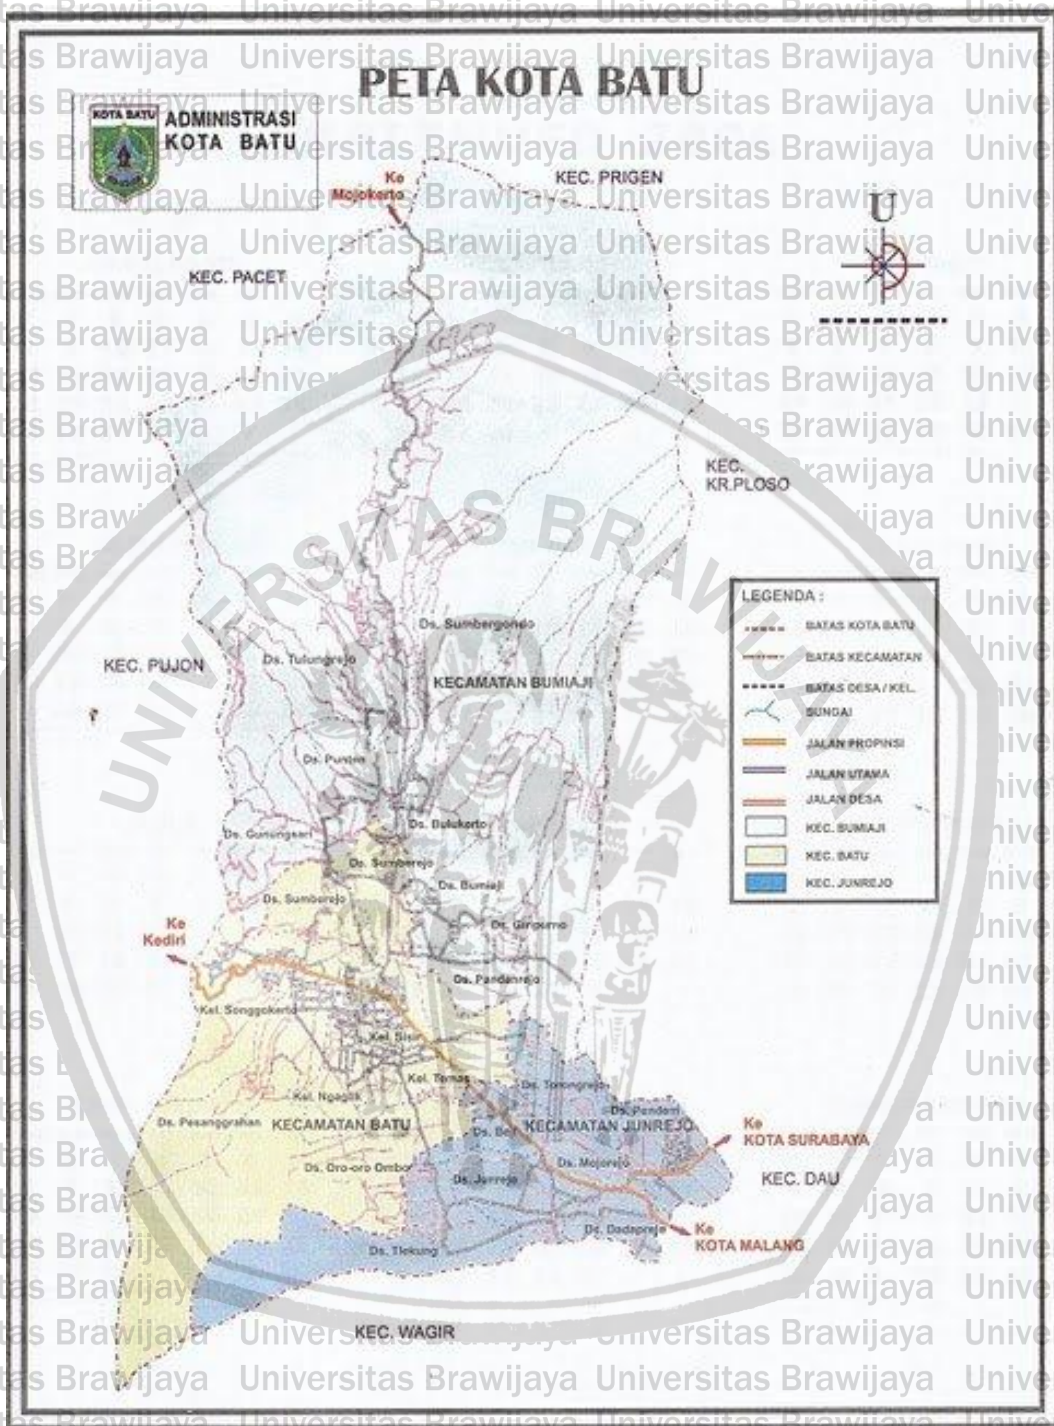 PETA KOTA BATU
KOTA BATU
ADMINISTRASI
KOTA BATU
Ke
Mojokerto
KEC. PRIGEN
U
KEC. PACET
KEC.
KR.PLOSO
UNIVERSITAS BRAWIJAYA
Ds. Sumbergondo
Ds. Tulungrejo
KEC. PUJON
KECAMATAN BUMIAJI
LEGENDA :
BATAS KOTA BATU
BATAS KECAMATAN
BATAS DESA / KEL.
SUNGAI
JALAN PROPINSI
JALAN UTAMA
JALAN DESA
KEC. BUMIAJI
KEC. BATU
KEC. JUNREJO
Ds. Punten
Ds. Gunungsari
Ds. Bulukerto
Ds. Sumberejo
Ds. Bumiaji
Ds. Sumberejo
Ds. Giripurno
Ke
Kediri
Ds. Pandanrejo
Kel. Songgokerto
Kel. Sisir
Kel. Temas
Ds. Torongrejo
Kel. Ngaglik
Ds. Pendem
Ds. Pesanggrahan
KECAMATAN BATU
Ds. Beji
KECAMATAN JUNREJO
Ke
KOTA SURABAYA
Ds. Oro-oro Ombo
Ds. Mojorejo
Ds. Junrejo
KEC. DAU
Ds. Dadaprejo
Ke
KOTA MALANG
Ds. Tlekung
KEC. WAGIR
Universitas Brawijaya